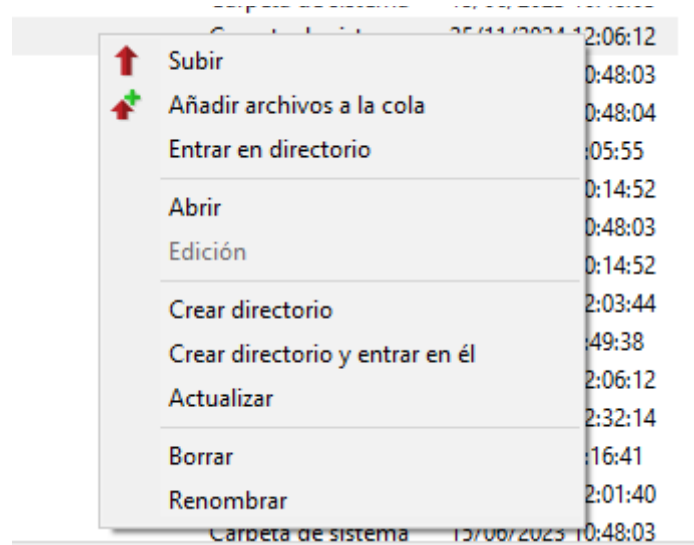 12:06:12
Subir
0:48:03
Añadir archivos a la cola
0:48:04
Entrar en directorio
:05:55
0:14:52
Abrir
0:48:03
Edición
0:14:52
Crear directorio
2:03:44
Crear directorio y entrar en él
:49:38
Actualizar
2:06:12
2:32:14
Borrar
:16:41
Renombrar
2:01:40
Carpeta de sistema 15/06/2023 10:48:03